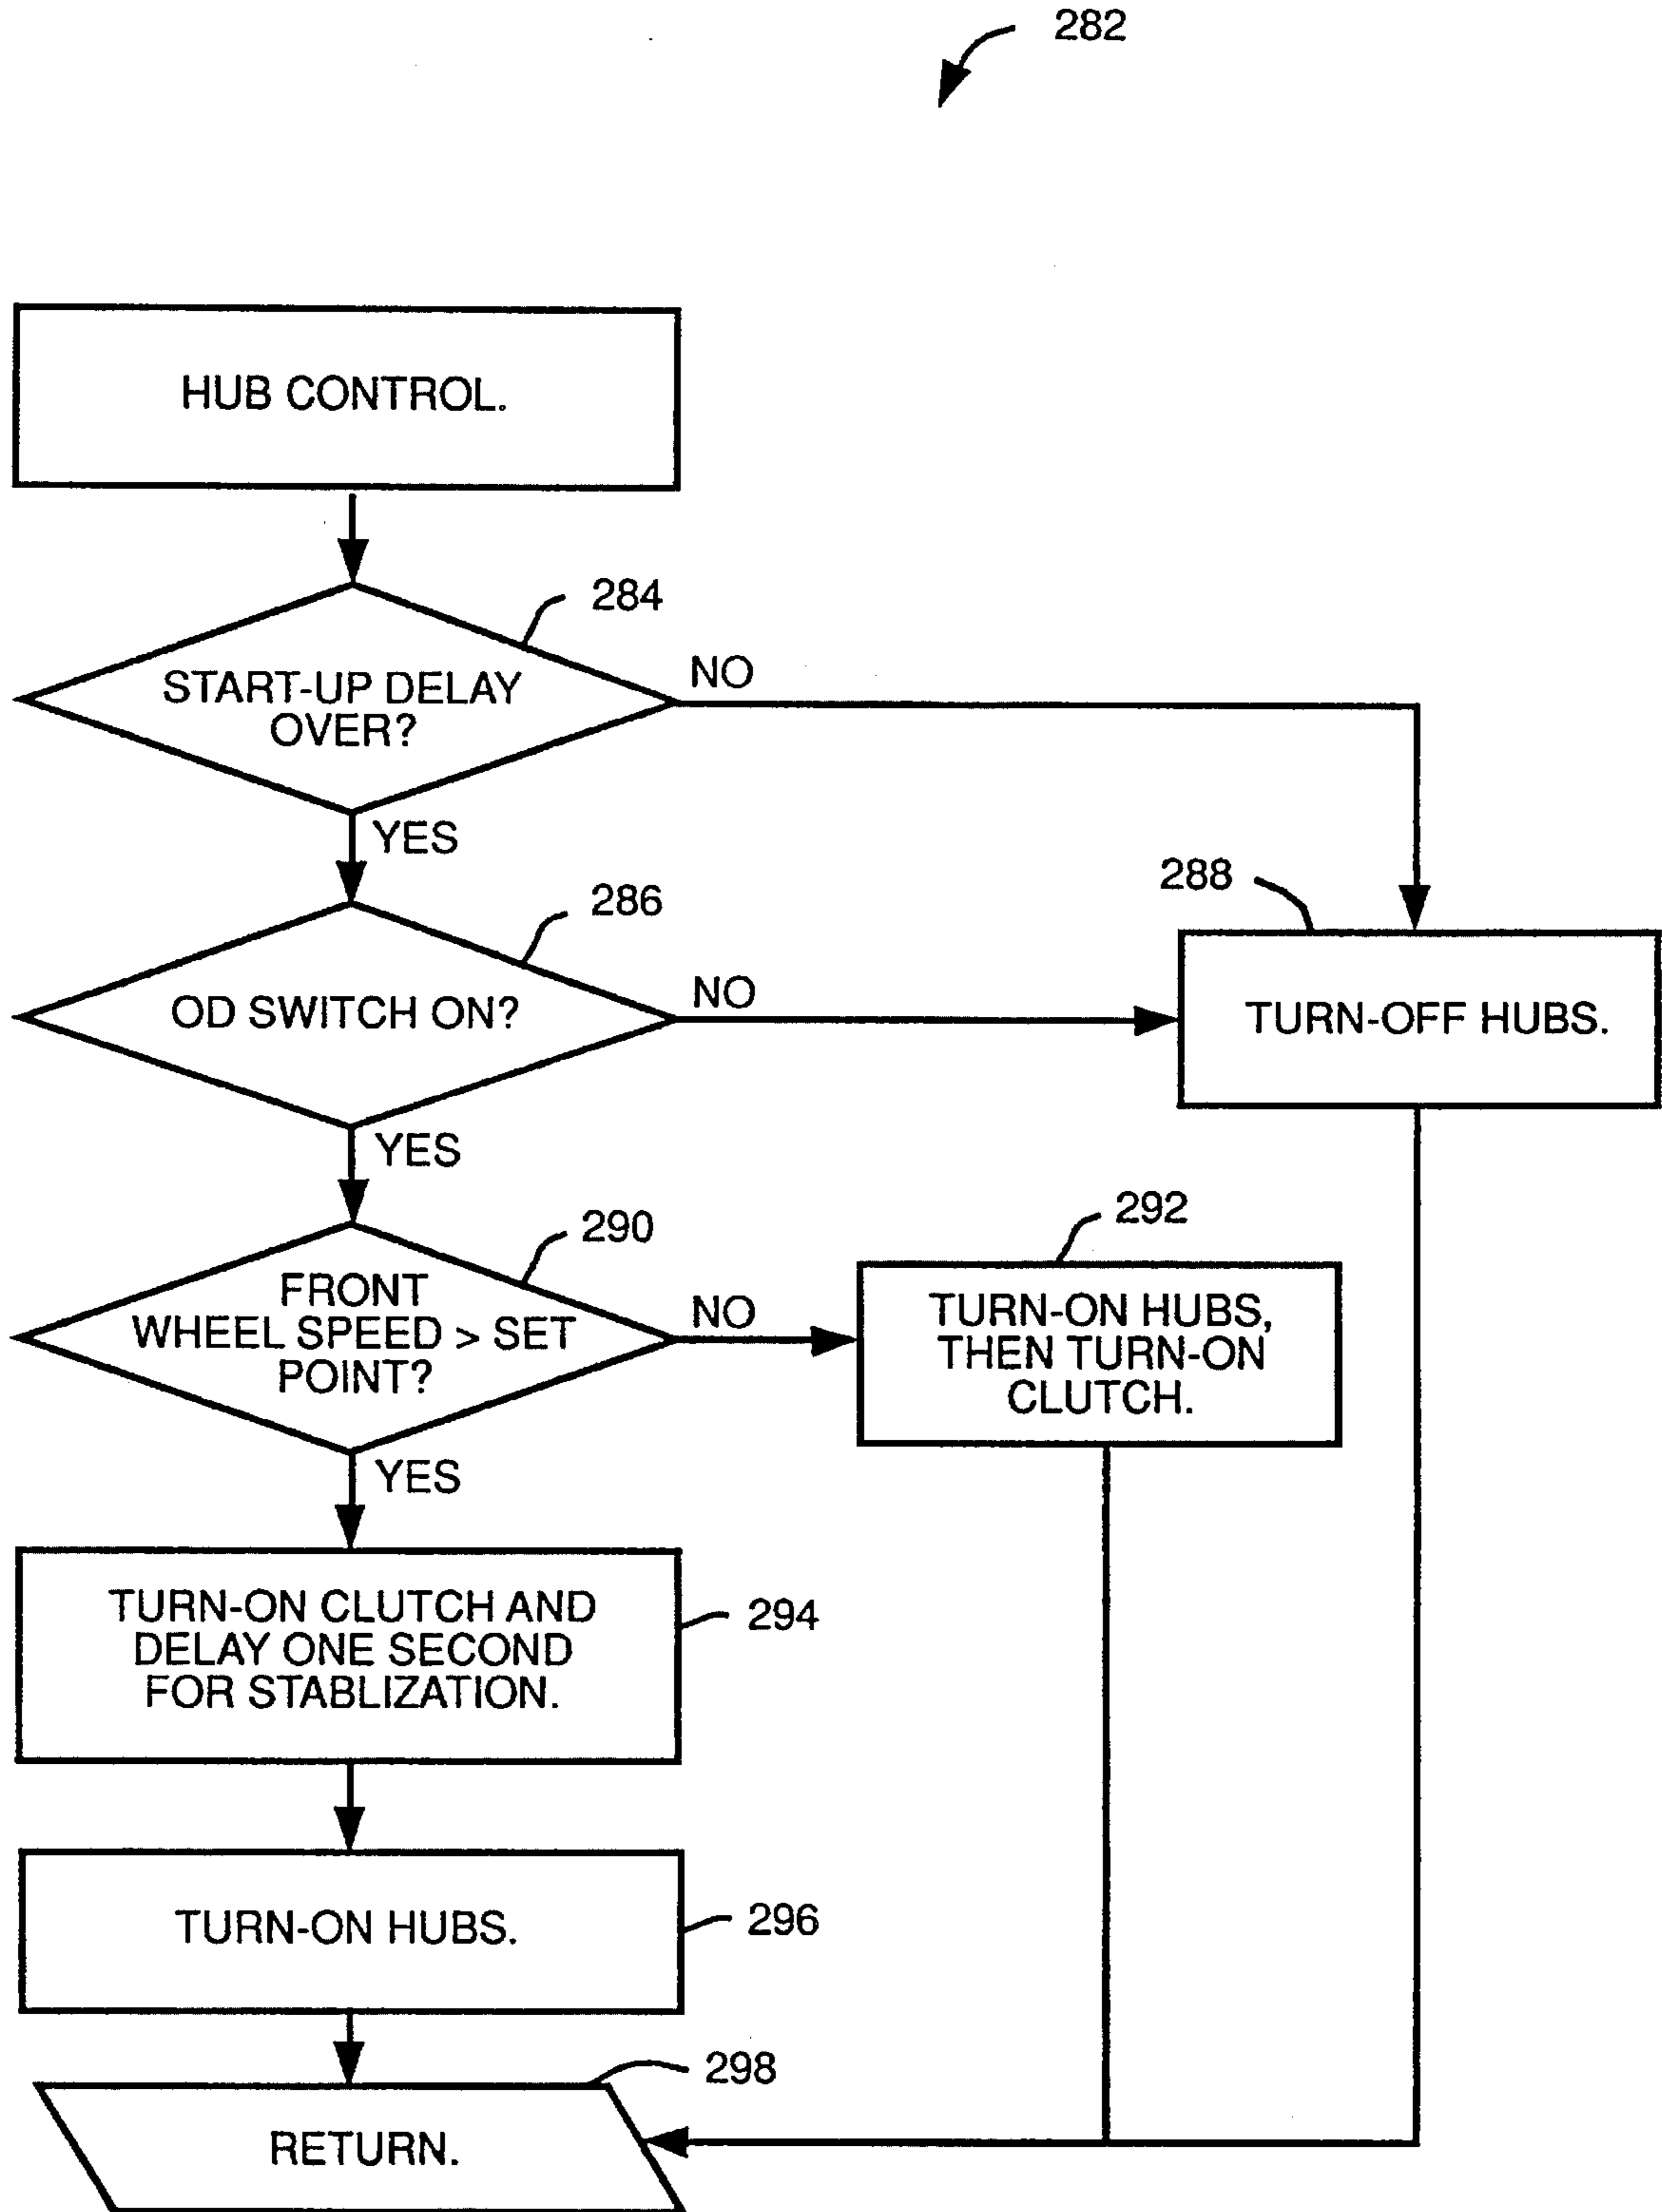 282
HUB CONTROL.
284
START-UP DELAY
OVER?
NO
YES
286
OD SWITCH ON?
NO
288
TURN-OFF HUBS.
YES
290
FRONT
WHEEL SPEED > SET
POINT?
NO
292
TURN-ON HUBS,
THEN TURN-ON
CLUTCH.
YES
294
TURN-ON CLUTCH AND
DELAY ONE SECOND
FOR STABLIZATION.
296
TURN-ON HUBS.
298
RETURN.